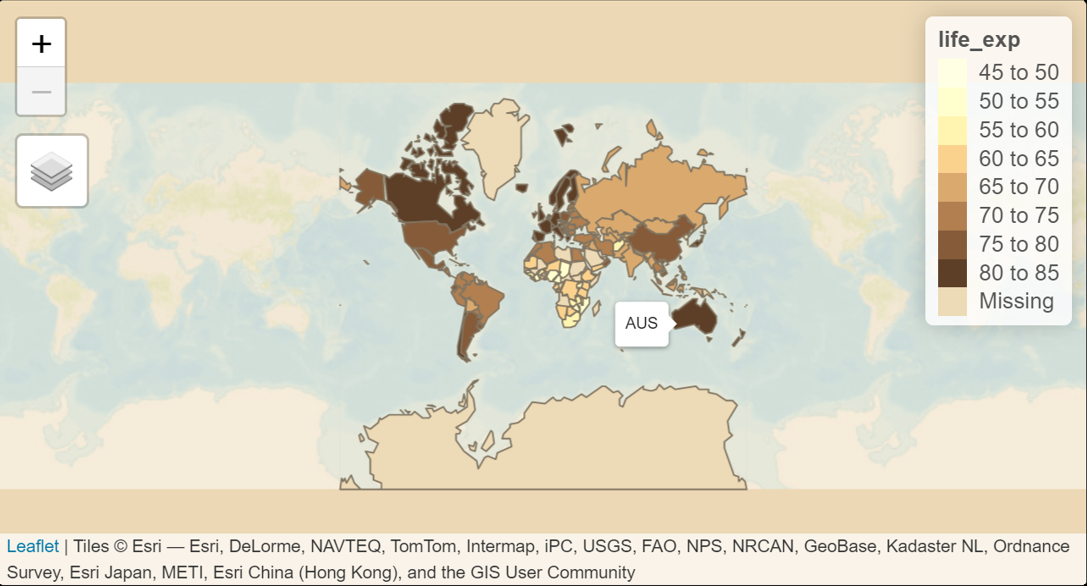 +
−
life_exp
45 to 50
50 to 55
55 to 60
60 to 65
65 to 70
70 to 75
75 to 80
80 to 85
Missing
AUS
Leaflet | Tiles © Esri — Esri, DeLorme, NAVTEQ, TomTom, Intermap, iPC, USGS, FAO, NPS, NRCAN, GeoBase, Kadaster NL, Ordnance
Survey, Esri Japan, METI, Esri China (Hong Kong), and the GIS User Community